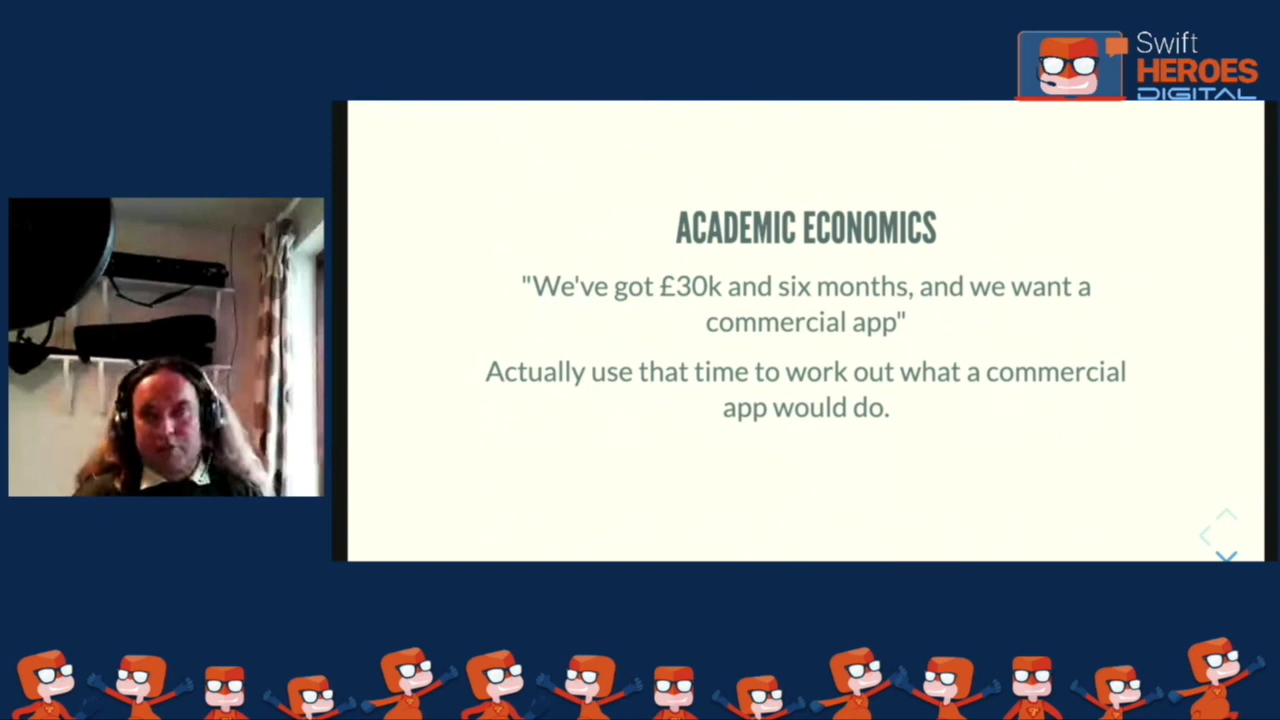 Swift
HEROES
DIGITAL
ACADEMIC ECONOMICS
"We've got £30k and six months, and we want a
commercial app"
Actually use that time to work out what a commercial
app would do.